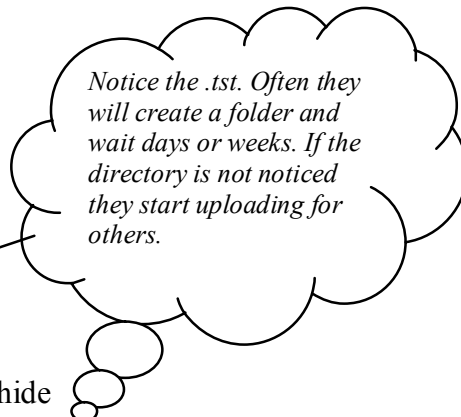 Notice the .tst. Often they
will create a folder and
wait days or weeks. If the
directory is not noticed
they start uploading for
others.
hide